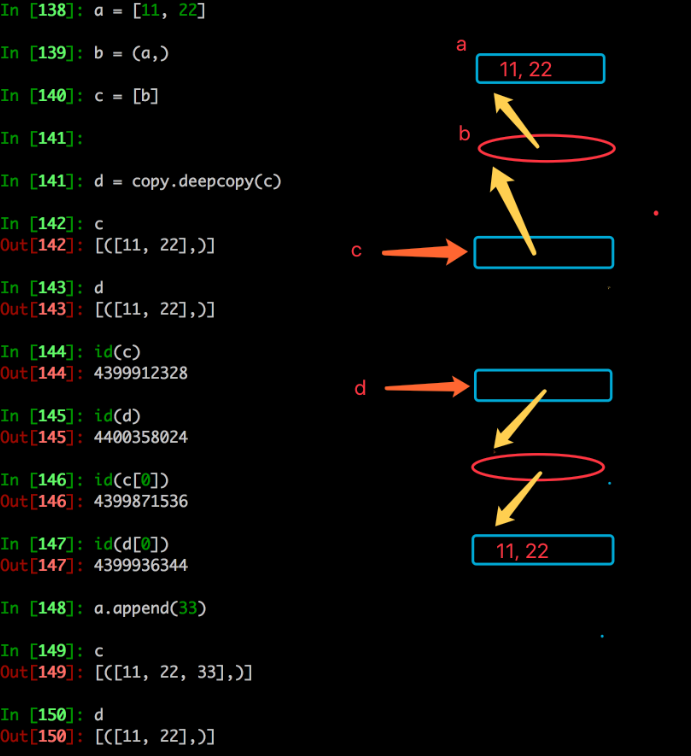 In [138]: a = [11, 22]
In [139]: b = (a,)
In [140]: c = [b]
In [141]:
In [141]: d = copy.deepcopy(c)
In [142]: c
Out[142]: [([11, 22],)]
In [143]: d
Out[143]: [([11, 22],)]
In [144]: id(c)
Out[144]: 4399912328
In [145]: id(d)
Out[145]: 4400358024
In [146]: id(c[0])
Out[146]: 4399871536
In [147]: id(d[0])
Out[147]: 4399936344
In [148]: a.append(33)
In [149]: c
Out[149]: [([11, 22, 33],)]
In [150]: d
Out[150]: [([11, 22],)]
a
11, 22
b
c
d
11, 22